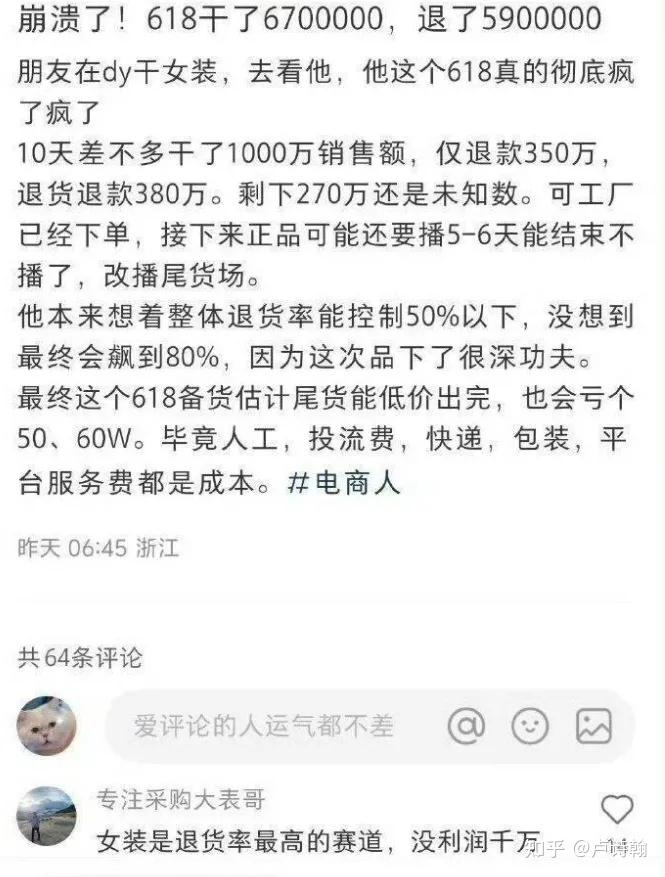 崩溃了！618干了6700000，退了5900000
朋友在dy干女装，去看他，他这个618真的彻底疯
了疯了
10天差不多干了1000万销售额，仅退款350万，
退货退款380万。剩下270万还是未知数。可工厂
已经下单，接下来正品可能还要播5-6天能结束不
播了，改播尾货场。
他本来想着整体退货率能控制50%以下，没想到
最终会飙到80%，因为这次品下了很深功夫。
最终这个618备货估计尾货能低价出完，也会亏个
50、60W。毕竟人工，投流费，快递，包装，平
台服务费都是成本。#电商人
昨天 06:45 浙江
共64条评论
爱评论的人运气都不差
专注采购大表哥
女装是退货率最高的赛道，没利润千万
知乎 @卢诗翰